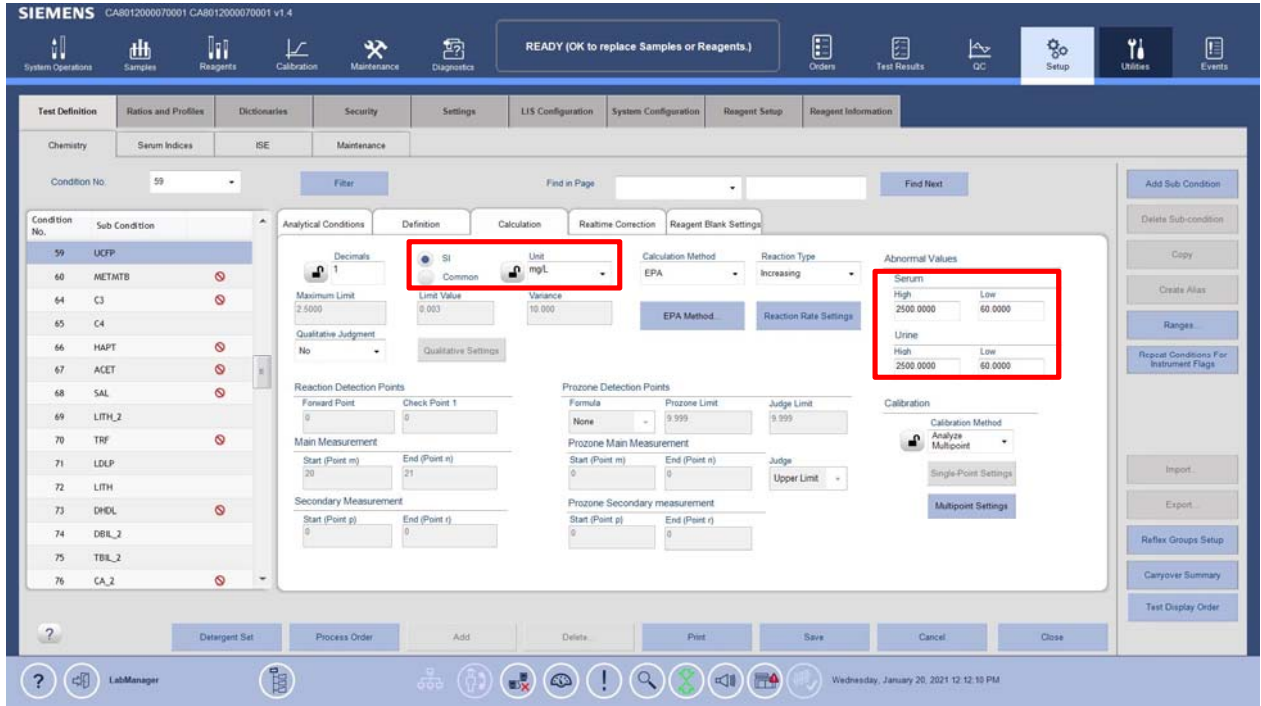 SIEMENS CA8012000070001 CA8012000070001 v1.4
System Operations Samples Reagents Calibration Maintenance Diagnostics READY (OK to replace Samples or Reagents.) Orders Test Results QC Setup Utilities Events
Test Definition Ratios and Profiles Dictionaries Security Settings LIS Configuration System Configuration Reagent Setup Reagent Information
Chemistry Serum Indices ISE Maintenance
Condition No. 59 Filter Find in Page Find Next Add Sub Condition
Condition No. Sub Condition
59 UCFP
60 METMTB
64 C3
65 C4
66 HAPT
67 ACET
68 SAL
69 LITH_2
70 TRF
71 LDLP
72 LITH
73 DHDL
74 DBIL_2
75 TBIL_2
76 CA_2
Analytical Conditions Definition Calculation Realtime Correction Reagent Blank Settings
Decimals
1
SI
Common
Unit
mg/L
Calculation Method
EPA
Reaction Type
Increasing
Maximum Limit Limit Value Variance
2.5000 0.003 10.000
EPA Method... Reaction Rate Settings
Qualitative Judgment
No
Qualitative Settings
Abnormal Values
Serum
High Low
2500.0000 60.0000
Urine
High Low
2500.0000 60.0000
Reaction Detection Points
Forward Point Check Point 1
0 0
Main Measurement
Start (Point m) End (Point n)
20 21
Secondary Measurement
Start (Point p) End (Point r)
0 0
Prozone Detection Points
Formula Prozone Limit Judge Limit
None 9.999 9.999
Prozone Main Measurement
Start (Point m) End (Point n) Judge
0 0 Upper Limit
Prozone Secondary measurement
Start (Point p) End (Point r)
0 0
Calibration
Calibration Method
Analyze
Multipoint
Single-Point Settings
Multipoint Settings
Delete Sub-condition
Copy
Create Alias
Ranges...
Repeat Conditions For
Instrument Flags
Import...
Export...
Reflex Groups Setup
Carryover Summary
Test Display Order
? Detergent Set Process Order Add Delete... Print Save Cancel Close
? LabManager ! Wednesday, January 20, 2021 12:12:10 PM